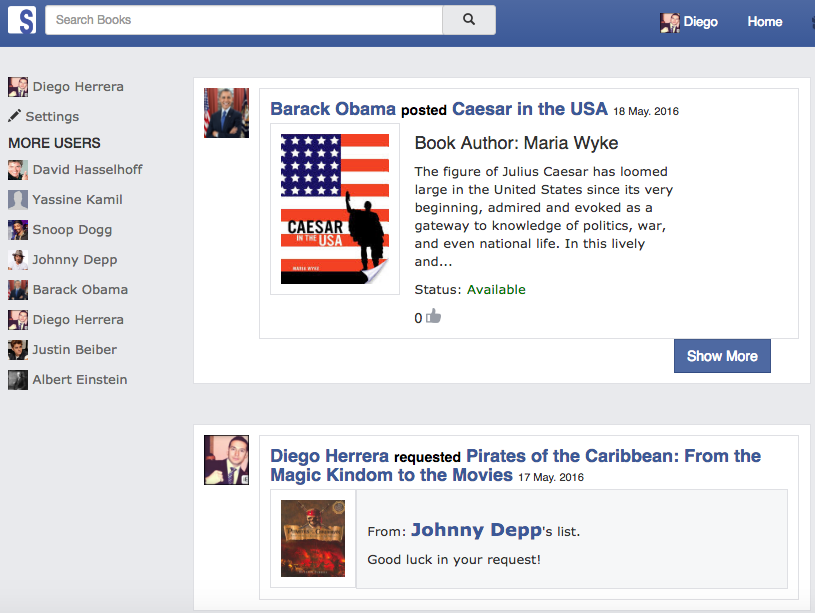 S
Search Books
Diego
Home
Diego Herrera
Settings
MORE USERS
David Hasselhoff
Yassine Kamil
Snoop Dogg
Johnny Depp
Barack Obama
Diego Herrera
Justin Beiber
Albert Einstein
Barack Obama posted Caesar in the USA 18 May. 2016
CAESAR
IN THE USA
MARIA WYKE
Book Author: Maria Wyke
The figure of Julius Caesar has loomed
large in the United States since its very
beginning, admired and evoked as a
gateway to knowledge of politics, war,
and even national life. In this lively
and...
Status: Available
0
Show More
Diego Herrera requested Pirates of the Caribbean: From the
Magic Kindom to the Movies 17 May. 2016
From: Johnny Depp's list.
Good luck in your request!